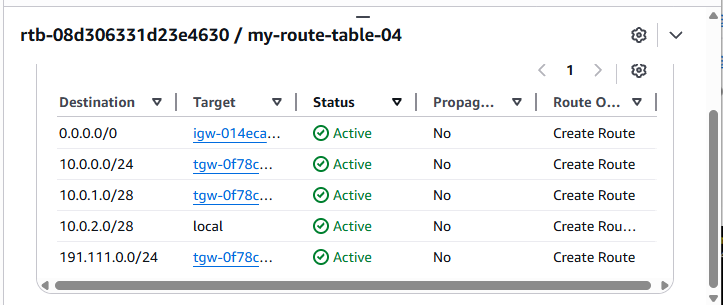 rtb-08d306331d23e4630 / my-route-table-04
1
Destination Target Status Propag... Route O...
0.0.0.0/0 igw-014eca... Active No Create Route
10.0.0.0/24 tgw-0f78c... Active No Create Route
10.0.1.0/28 tgw-0f78c... Active No Create Route
10.0.2.0/28 local Active No Create Rou...
191.111.0.0/24 tgw-0f78c... Active No Create Route